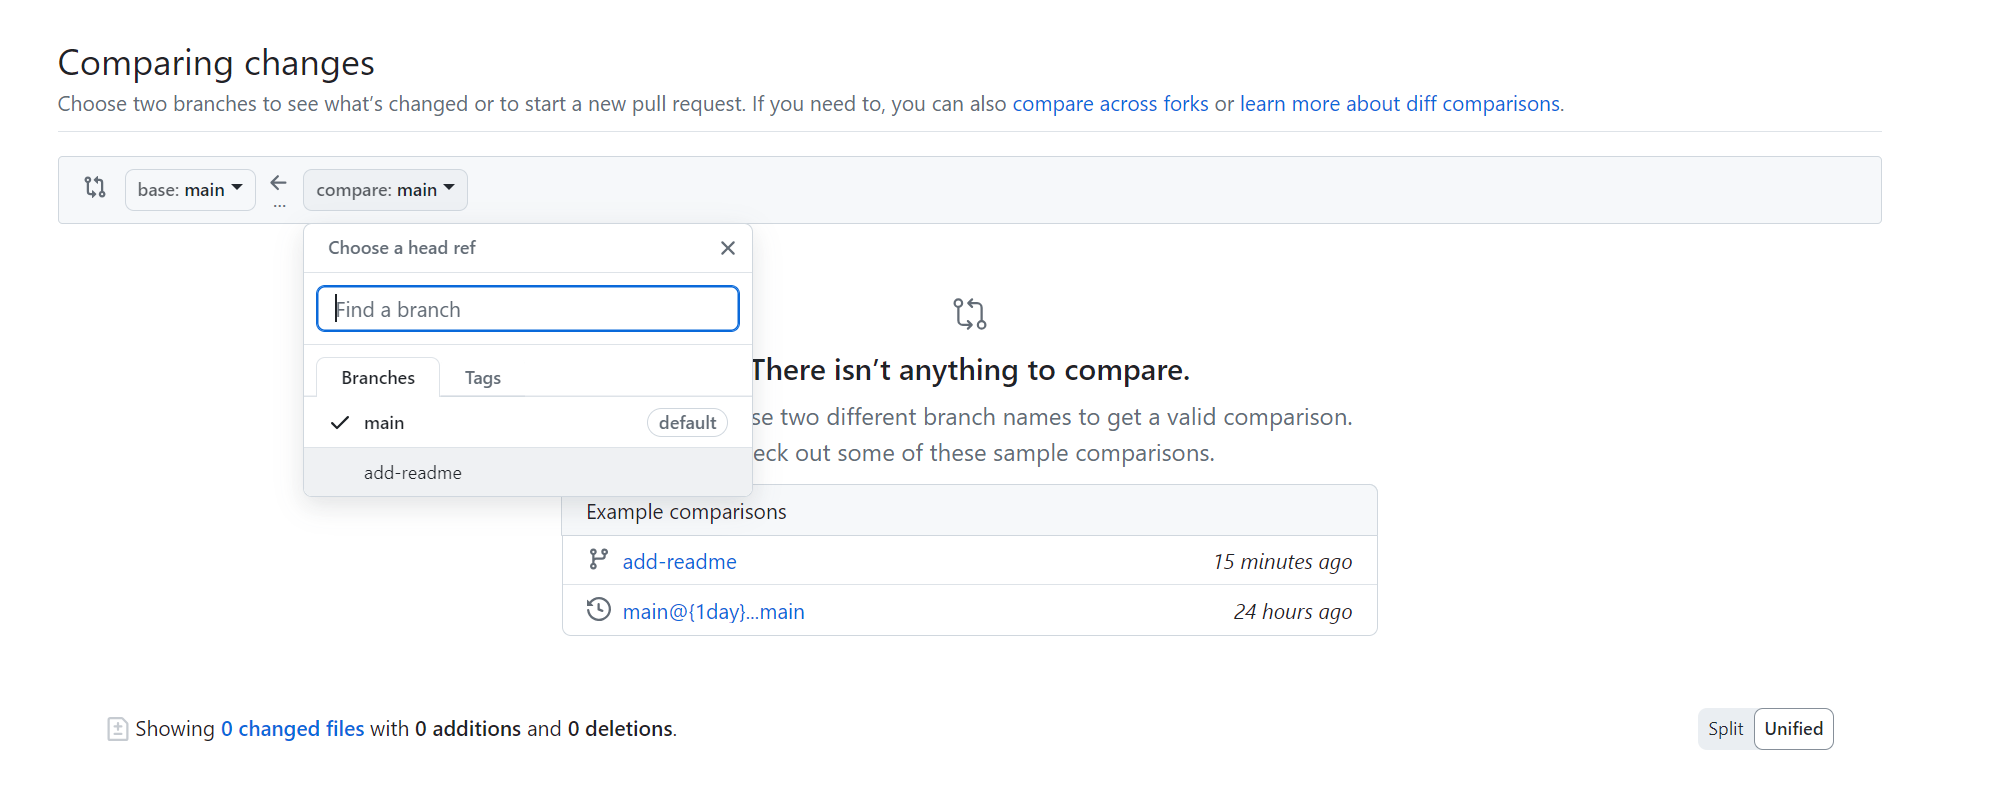 Comparing changes
Choose two branches to see what’s changed or to start a new pull request. If you need to, you can also compare across forks or learn more about diff comparisons.
base: main
...
compare: main
Choose a head ref
Find a branch
Branches
Tags
main
default
add-readme
There isn’t anything to compare.
two different branch names to get a valid comparison.
out some of these sample comparisons.
Example comparisons
add-readme
15 minutes ago
main@{1day}...main
24 hours ago
Showing 0 changed files with 0 additions and 0 deletions.
Split
Unified